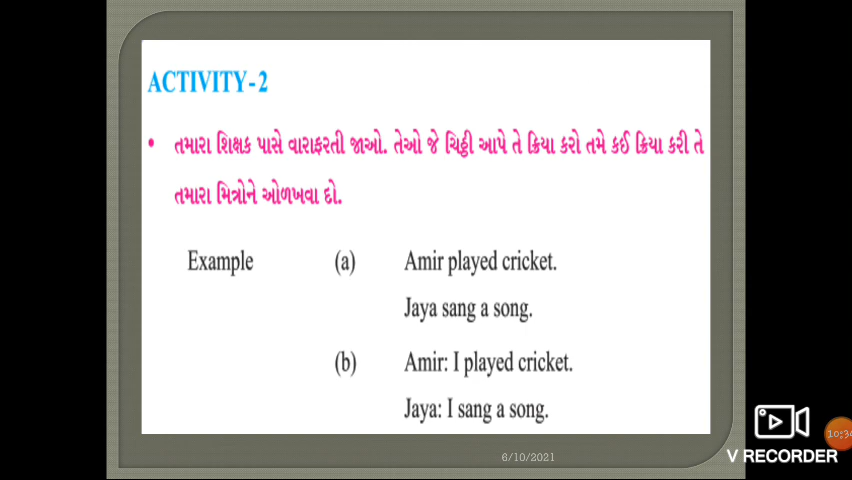 ACTIVITY-2
• તમારા શિક્ષક પાસે વારાફરતી જાઓ. તેઓ જે ચિઠ્ઠી આપે તે ક્રિયા કરો તમે કઈ ક્રિયા કરી તે
તમારા મિત્રોને ઓળખવા દો.
Example (a) Amir played cricket.
Jaya sang a song.
(b) Amir: I played cricket.
Jaya: I sang a song.
6/10/2021
V RECORDER